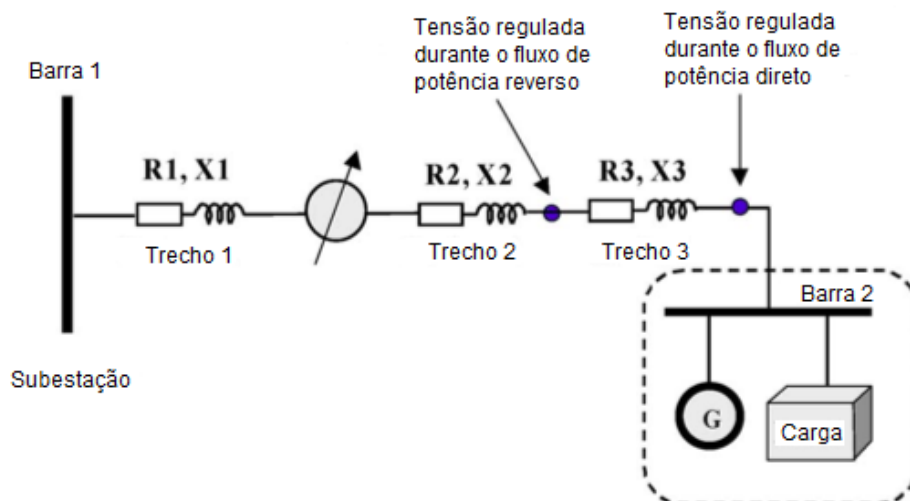 Tensão regulada
durante o fluxo de
potência reverso
Tensão regulada
durante o fluxo de
potência direto
Barra 1
R1, X1
R2, X2
R3, X3
Trecho 1
Trecho 2
Trecho 3
Barra 2
Subestação
G
Carga